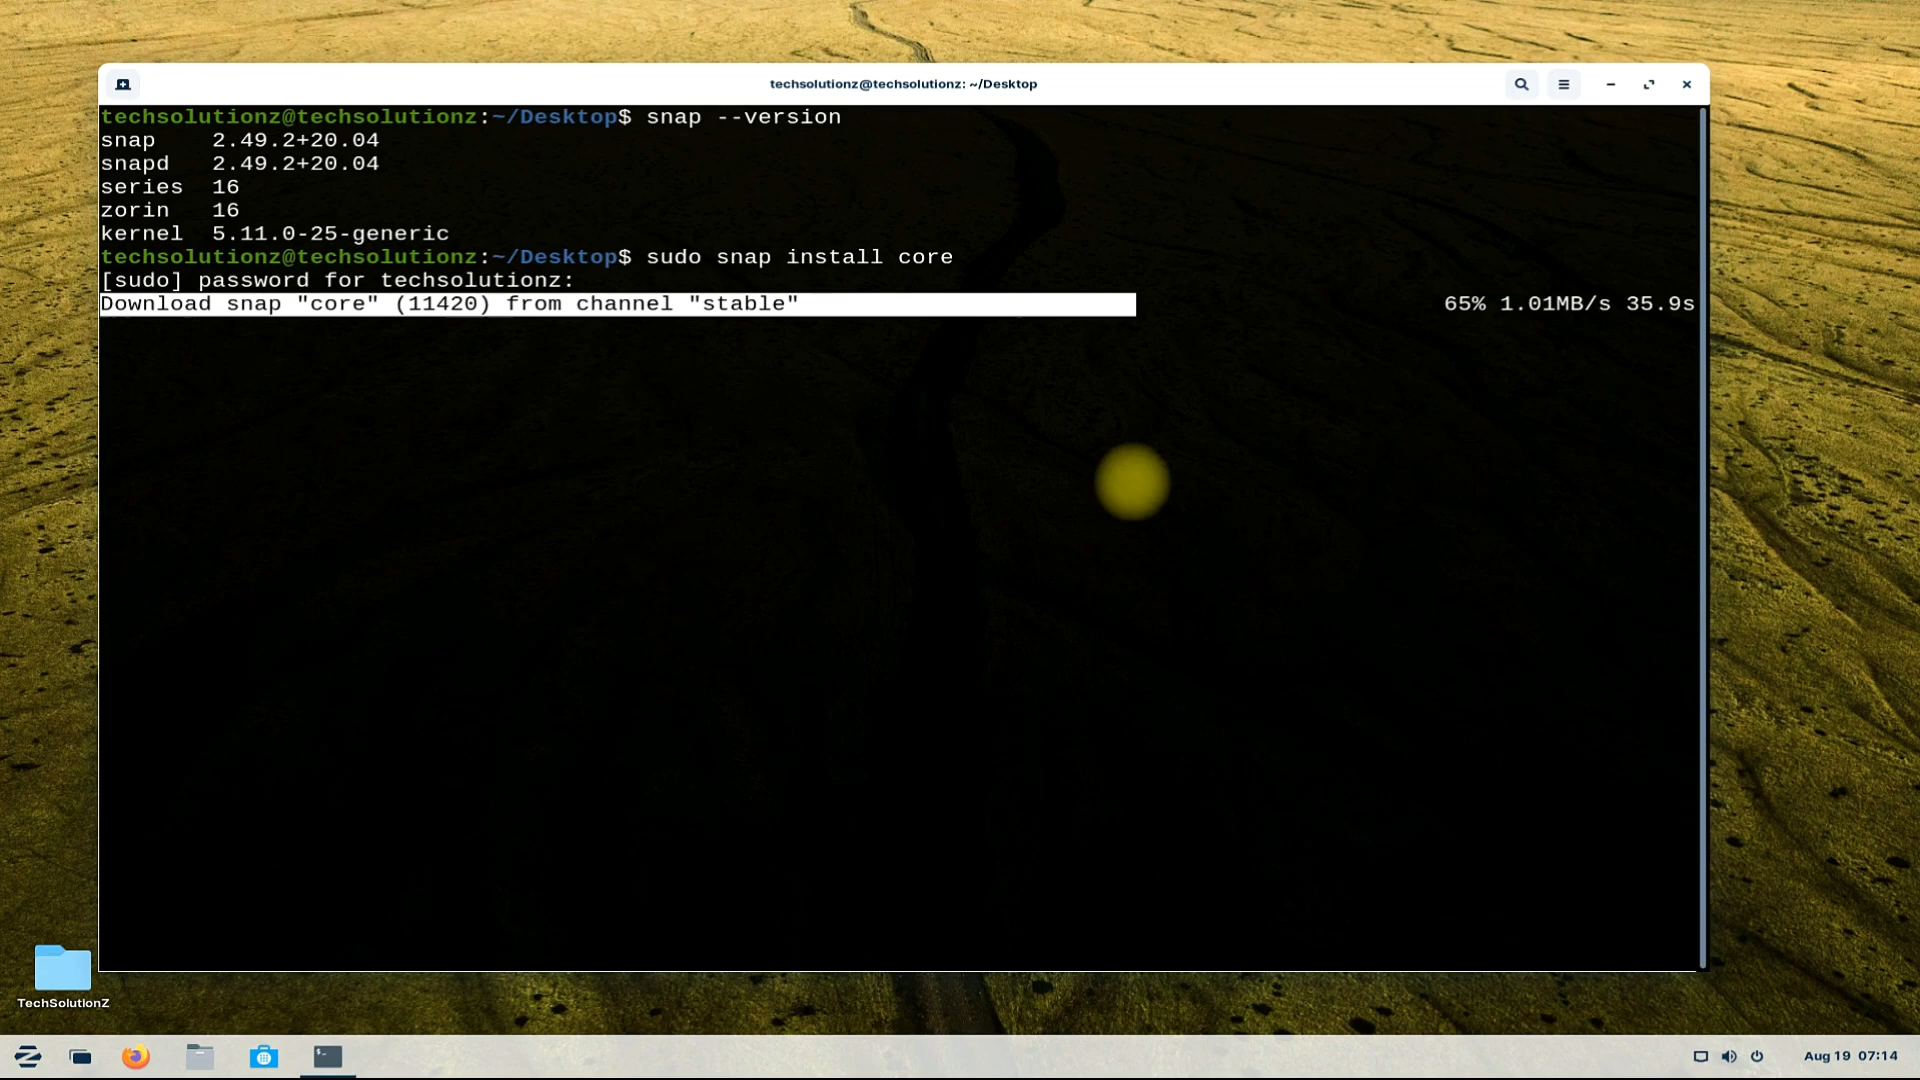 techsolutionz@techsolutionz: ~/Desktop
techsolutionz@techsolutionz:~/Desktop$ snap --version
snap    2.49.2+20.04
snapd   2.49.2+20.04
series  16
zorin   16
kernel  5.11.0-25-generic
techsolutionz@techsolutionz:~/Desktop$ sudo snap install core
[sudo] password for techsolutionz:
Download snap "core" (11420) from channel "stable" 65% 1.01MB/s 35.9s
TechSolutionZ
Aug 19 07:14